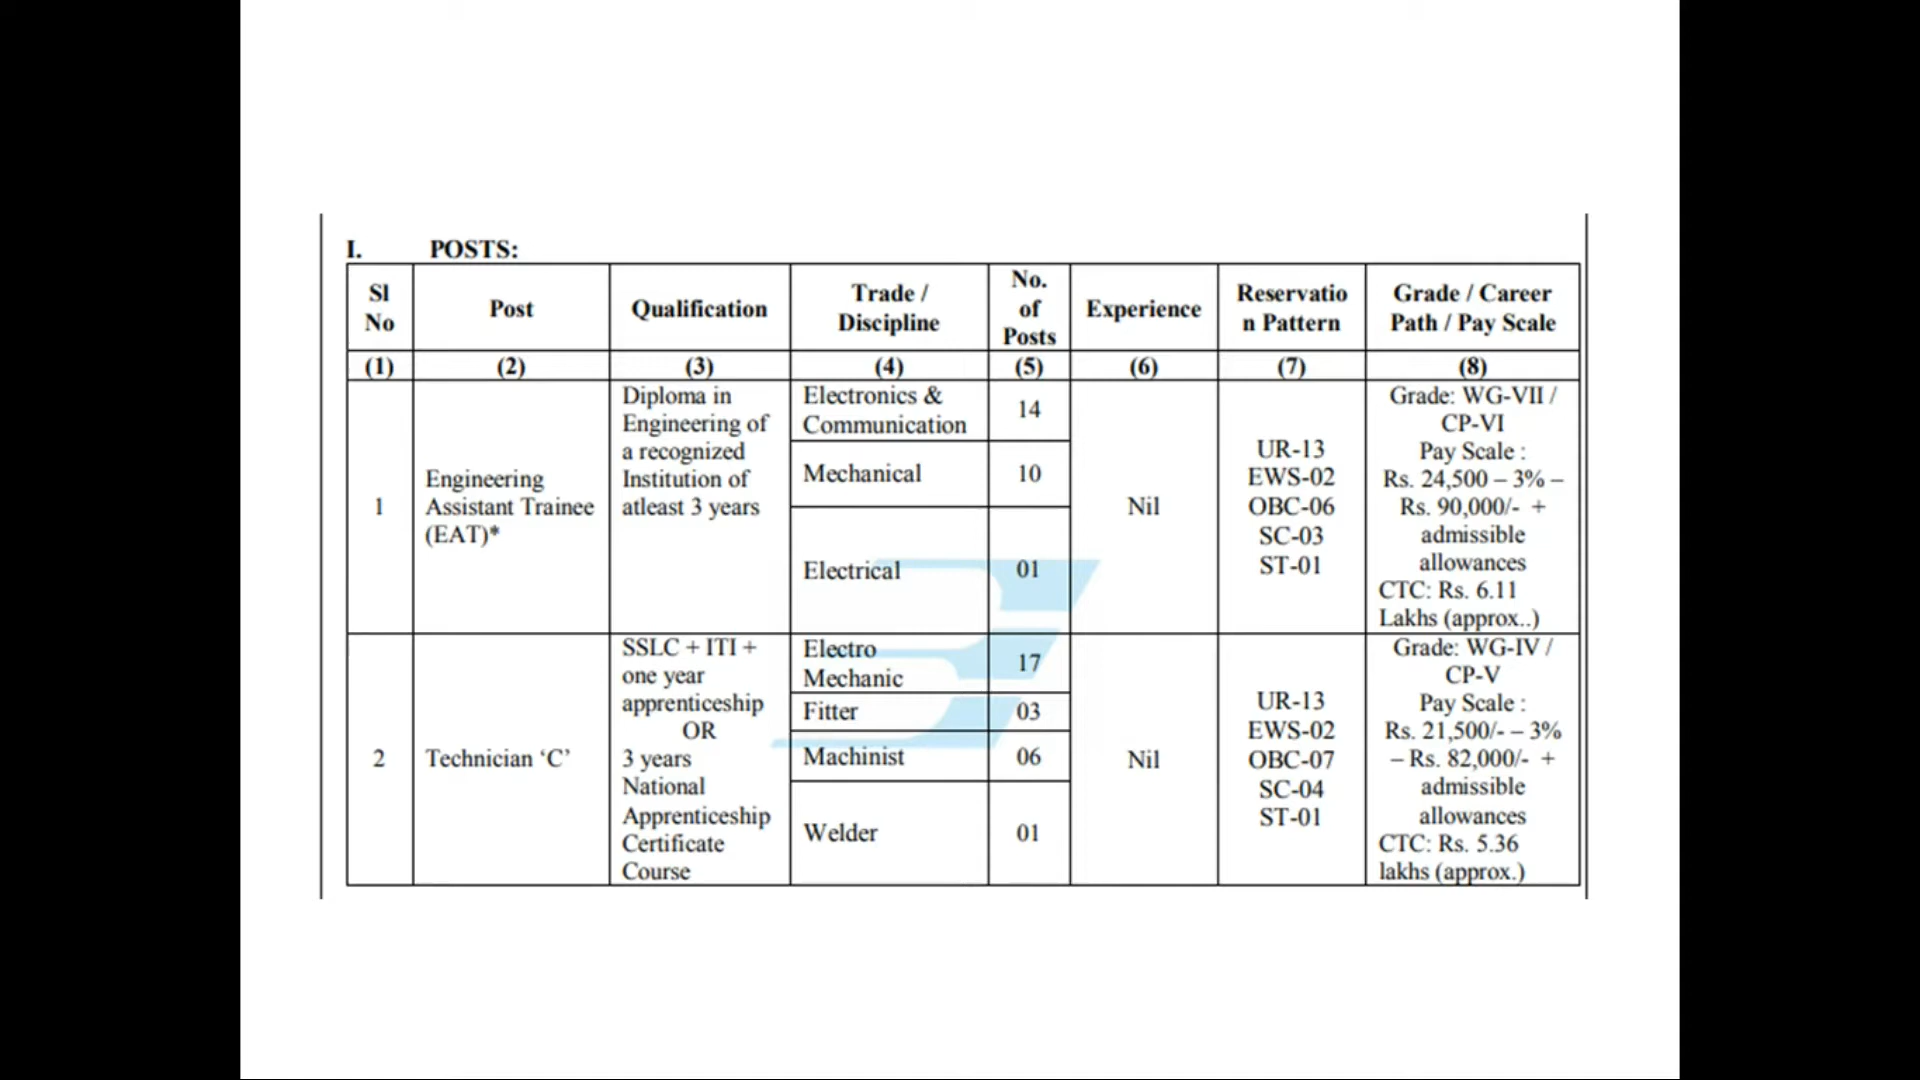 I. POSTS:
Sl No | Post | Qualification | Trade / Discipline | No. of Posts | Experience | Reservatio n Pattern | Grade / Career Path / Pay Scale
(1) (2) (3) (4) (5) (6) (7) (8)
1
Engineering
Assistant Trainee
(EAT)*
Diploma in
Engineering of
a recognized
Institution of
atleast 3 years
Electronics &
Communication
14
Mechanical
10
Electrical
01
Nil
UR-13
EWS-02
OBC-06
SC-03
ST-01
Grade: WG-VII /
CP-VI
Pay Scale :
Rs. 24,500 – 3% –
Rs. 90,000/- +
admissible
allowances
CTC: Rs. 6.11
Lakhs (approx..)
2
Technician ‘C’
SSLC + ITI +
one year
apprenticeship
OR
3 years
National
Apprenticeship
Certificate
Course
Electro
Mechanic
17
Fitter
03
Machinist
06
Welder
01
Nil
UR-13
EWS-02
OBC-07
SC-04
ST-01
Grade: WG-IV /
CP-V
Pay Scale :
Rs. 21,500/- – 3%
– Rs. 82,000/- +
admissible
allowances
CTC: Rs. 5.36
lakhs (approx.)